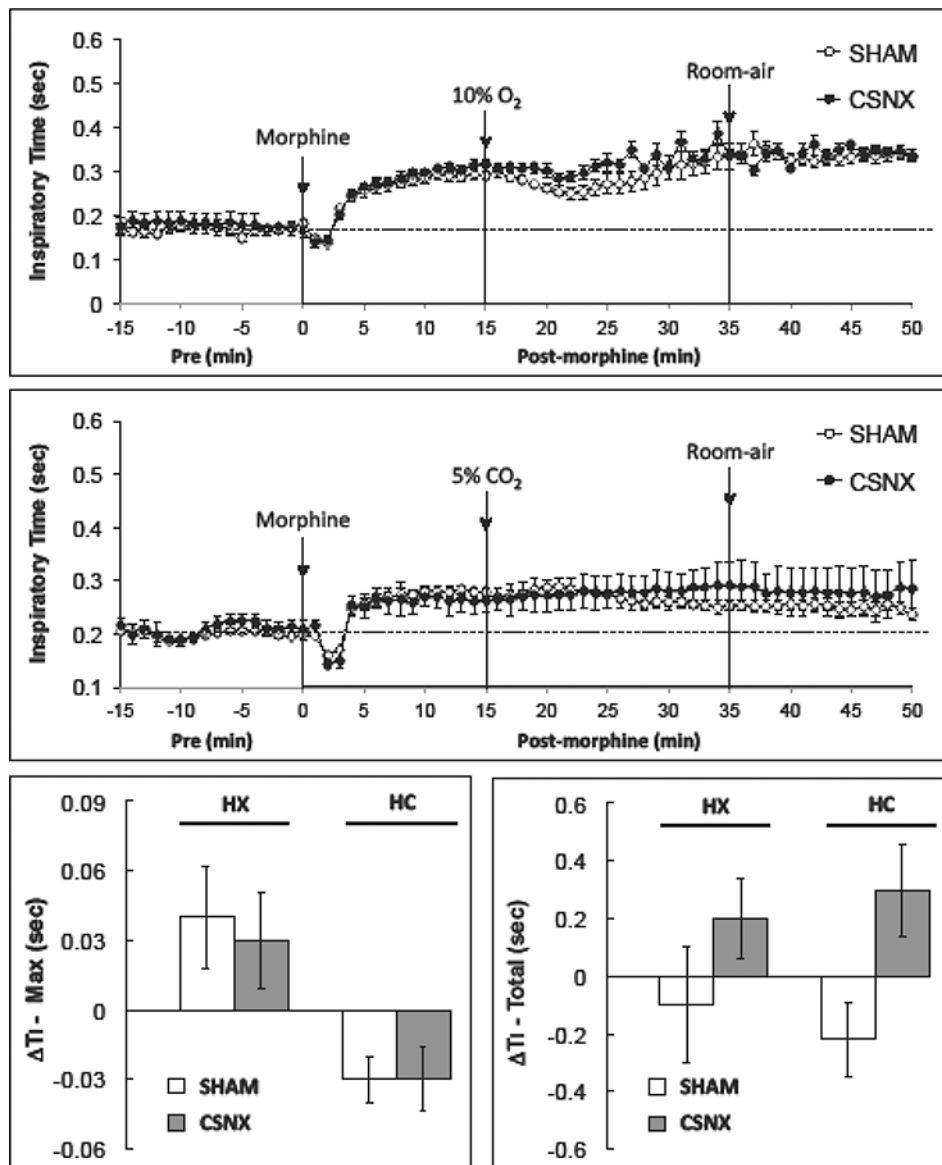 Inspiratory Time (sec)
0.6
0.5
0.4
0.3
0.2
0.1
0
Morphine
10% O₂
Room-air
SHAM
CSNX
-15 -10 -5 0 5 10 15 20 25 30 35 40 45 50
Pre (min) Post-morphine (min)
Inspiratory Time (sec)
0.6
0.5
0.4
0.3
0.2
0.1
Morphine
5% CO₂
Room-air
SHAM
CSNX
-15 -10 -5 0 5 10 15 20 25 30 35 40 45 50
Pre (min) Post-morphine (min)
ΔTI - Max (sec)
0.09
0.06
0.03
0
-0.03
-0.06
HX HC
SHAM
CSNX
ΔTI - Total (sec)
0.6
0.4
0.2
0
-0.2
-0.4
-0.6
HX HC
SHAM
CSNX